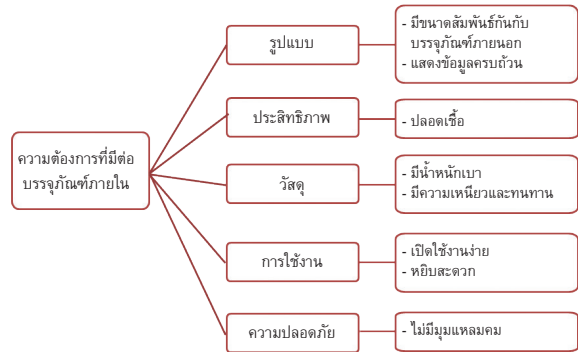 ความต้องการที่มีต่อ
บรรจุภัณฑ์ภายใน
รูปแบบ
- มีขนาดสัมพันธ์กันกับ
บรรจุภัณฑ์ภายนอก
- แสดงข้อมูลครบถ้วน
ประสิทธิภาพ
- ปลอดเชื้อ
วัสดุ
- มีน้ำหนักเบา
- มีความเหนียวและทนทาน
การใช้งาน
- เปิดใช้งานง่าย
- หยิบสะดวก
ความปลอดภัย
- ไม่มีมุมแหลมคม